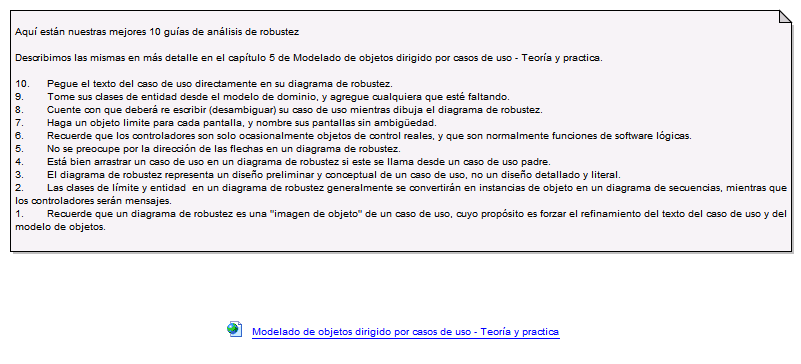 Aquí están nuestras mejores 10 guías de análisis de robustez
Describimos las mismas en más detalle en el capítulo 5 de Modelado de objetos dirigido por casos de uso - Teoría y practica.
10. Pegue el texto del caso de uso directamente en su diagrama de robustez.
9. Tome sus clases de entidad desde el modelo de dominio, y agregue cualquiera que esté faltando.
8. Cuente con que deberá re escribir (desambiguar) su caso de uso mientras dibuja el diagrama de robustez.
7. Haga un objeto limite para cada pantalla, y nombre sus pantallas sin ambigüedad.
6. Recuerde que los controladores son solo ocasionalmente objetos de control reales, y que son normalmente funciones de software lógicas.
5. No se preocupe por la dirección de las flechas en un diagrama de robustez.
4. Está bien arrastrar un caso de uso en un diagrama de robustez si este se llama desde un caso de uso padre.
3. El diagrama de robustez representa un diseño preliminar y conceptual de un caso de uso, no un diseño detallado y literal.
2. Las clases de límite y entidad en un diagrama de robustez generalmente se convertirán en instancias de objeto en un diagrama de secuencias, mientras que
los controladores serán mensajes.
1. Recuerde que un diagrama de robustez es una "imagen de objeto" de un caso de uso, cuyo propósito es forzar el refinamiento del texto del caso de uso y del
modelo de objetos.
Modelado de objetos dirigido por casos de uso - Teoría y practica